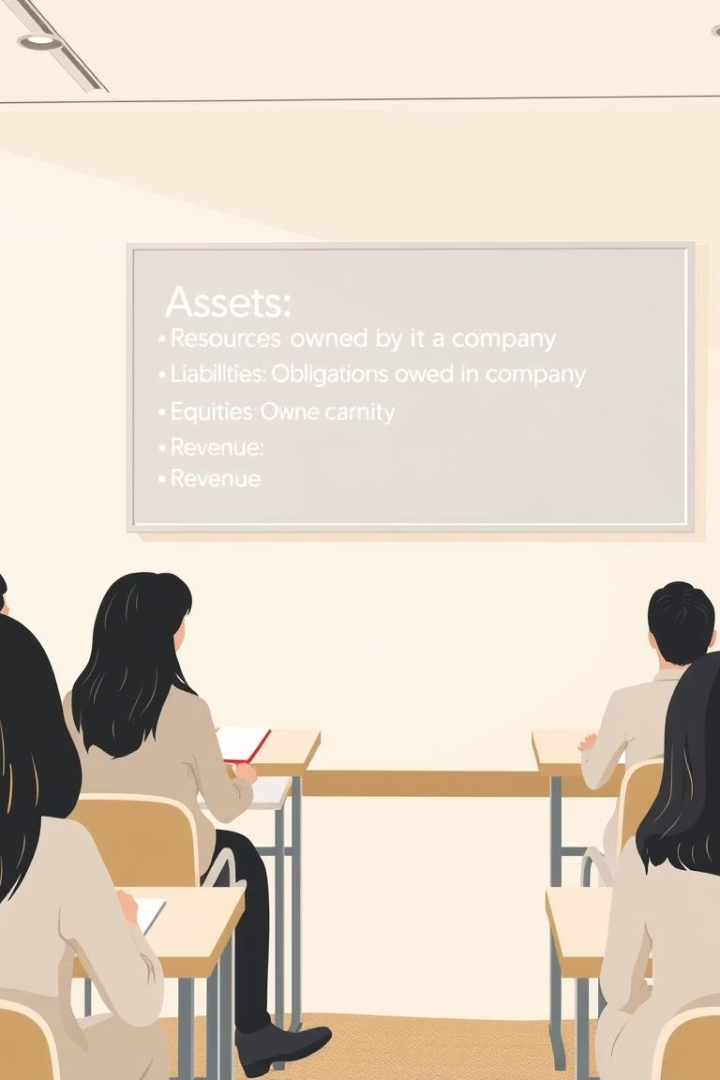 Assets:
• Resources owned by it a company
• Liabilities: Obligations owed in company
• Equities Owne carnity
• Revenue:
• Revenue